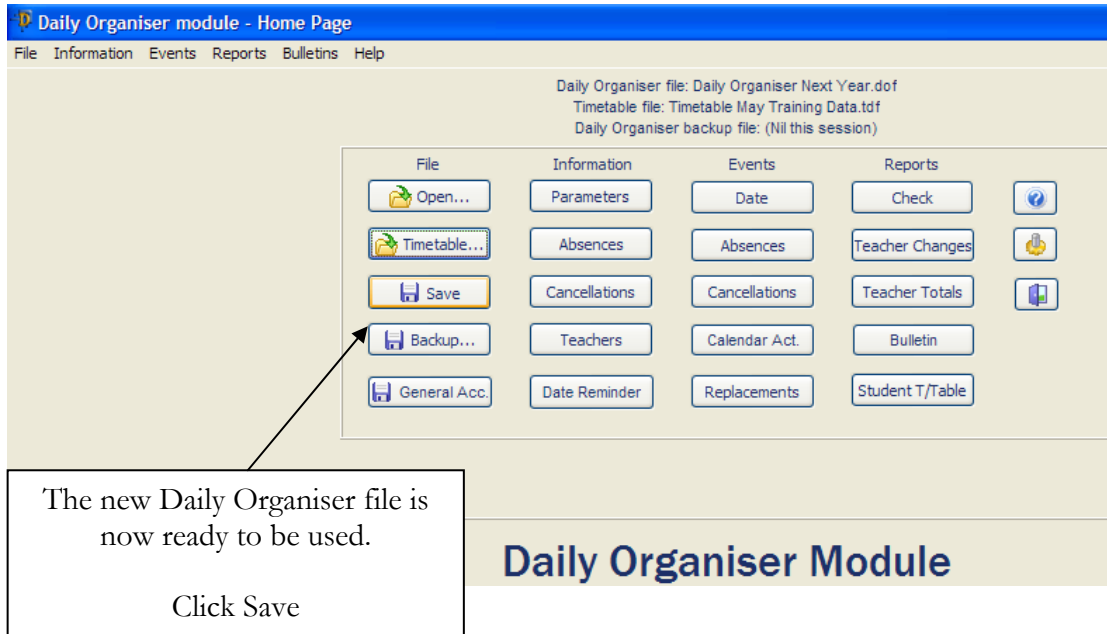 Daily Organiser module - Home Page
File Information Events Reports Bulletins Help
Daily Organiser file: Daily Organiser Next Year.dof
Timetable file: Timetable May Training Data.tdf
Daily Organiser backup file: (Nil this session)
File Information Events Reports
Open... Parameters Date Check
Timetable... Absences Absences Teacher Changes
Save Cancellations Cancellations Teacher Totals
Backup... Teachers Calendar Act. Bulletin
General Acc. Date Reminder Replacements Student T/Table
The new Daily Organiser file is
now ready to be used.
Click Save
Daily Organiser Module